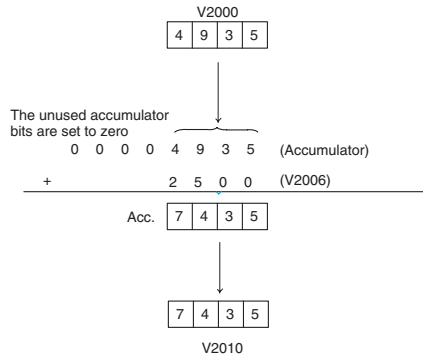 V2000
4 9 3 5
The unused accumulator
bits are set to zero
0 0 0 0 4 9 3 5 (Accumulator)
+ 2 5 0 0 (V2006)
Acc. 7 4 3 5
7 4 3 5
V2010